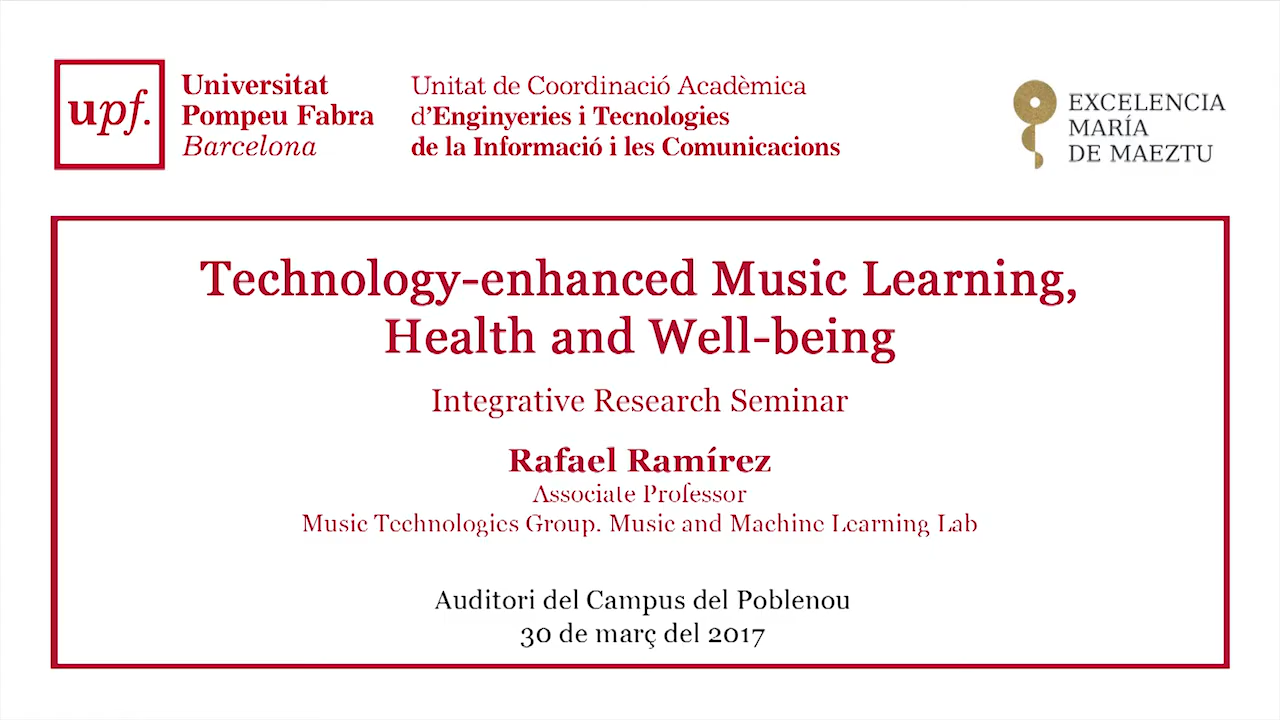 upf.
Universitat
Pompeu Fabra
Barcelona
Unitat de Coordinació Acadèmica
d'Enginyeries i Tecnologies
de la Informació i les Comunicacions
EXCELENCIA
MARÍA
DE MAEZTU
Technology-enhanced Music Learning,
Health and Well-being
Integrative Research Seminar
Rafael Ramírez
Associate Professor
Music Technologies Group. Music and Machine Learning Lab
Auditori del Campus del Poblenou
30 de març del 2017